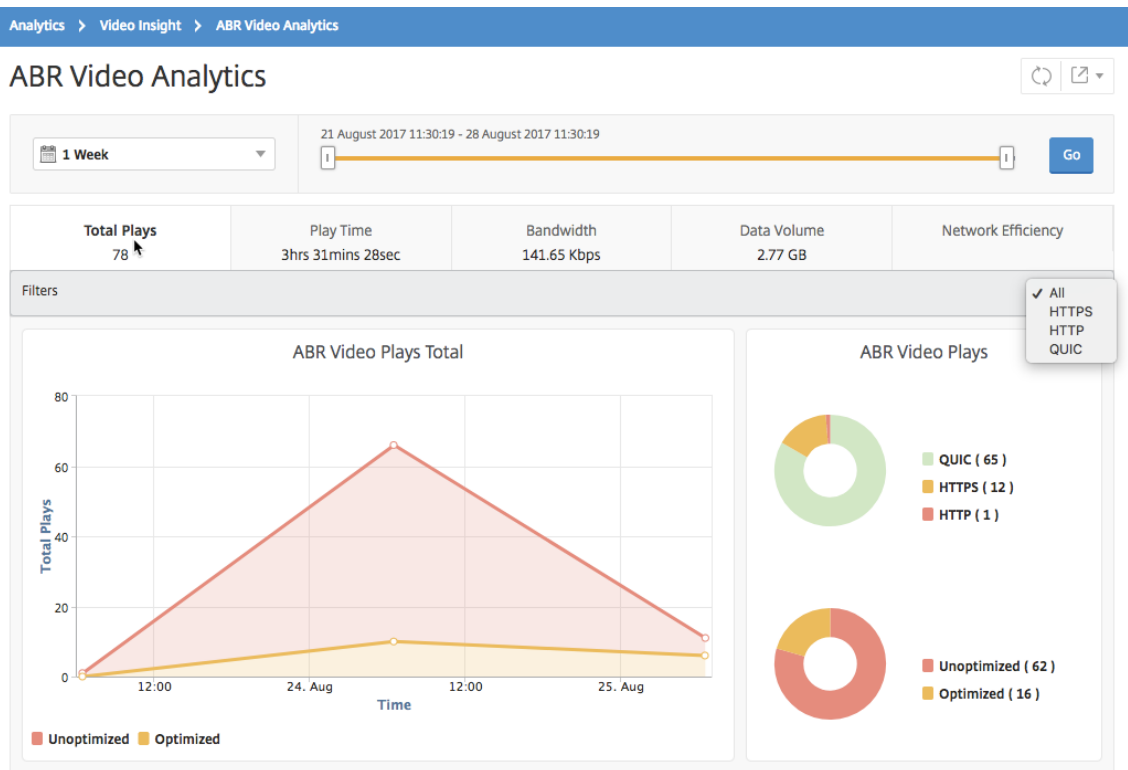 Analytics > Video Insight > ABR Video Analytics
ABR Video Analytics
21 August 2017 11:30:19 - 28 August 2017 11:30:19
1 Week
Go
Total Plays
78
Play Time
3hrs 31mins 28sec
Bandwidth
141.65 Kbps
Data Volume
2.77 GB
Network Efficiency
Filters
✓ All
HTTPS
HTTP
QUIC
ABR Video Plays Total
80
60
40
20
0
Total Plays
12:00
24. Aug
12:00
25. Aug
Time
Unoptimized
Optimized
ABR Video Plays
QUIC ( 65 )
HTTPS ( 12 )
HTTP ( 1 )
Unoptimized ( 62 )
Optimized ( 16 )